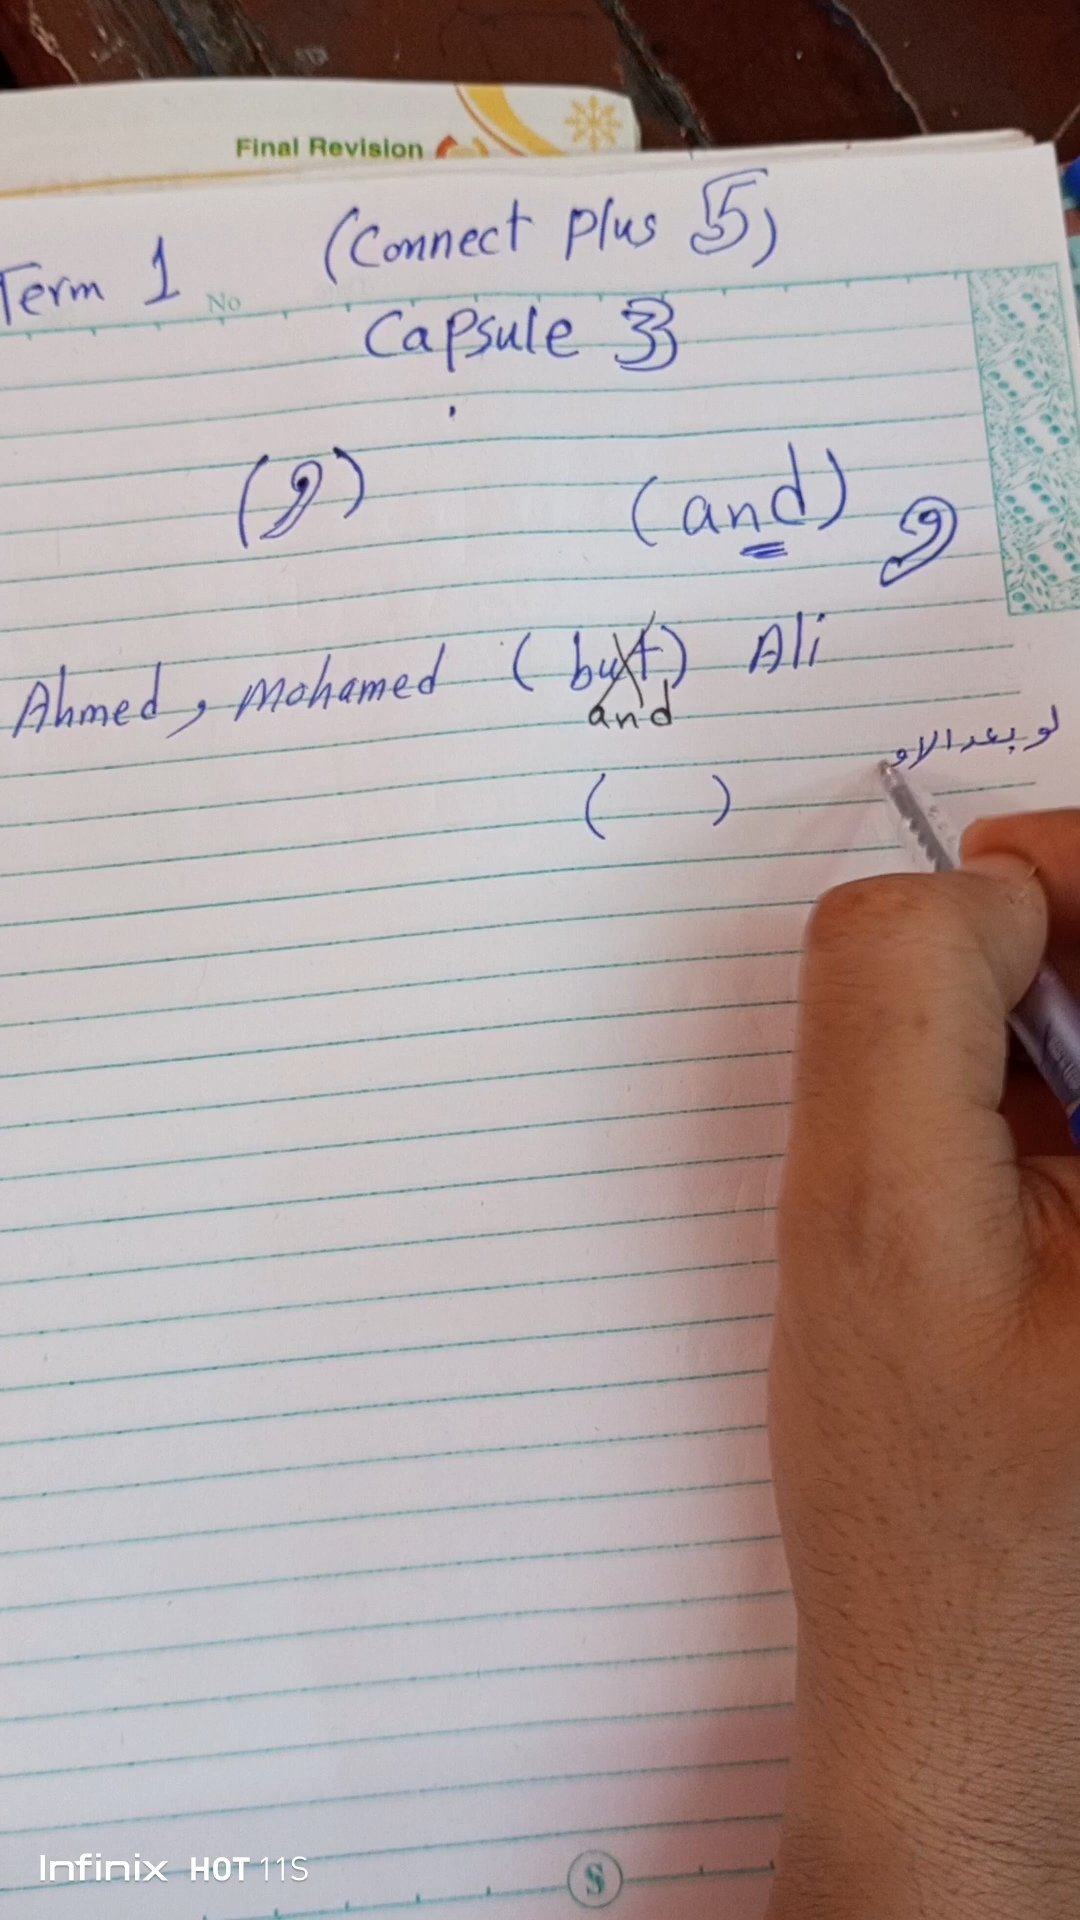 Final Revision
Term 1 (Connect Plus 5)
No
Capsule 3
(و) (and) و
Ahmed, Mohamed (but) Ali
and
لو بعد الاو
( )
Infinix HOT 11S